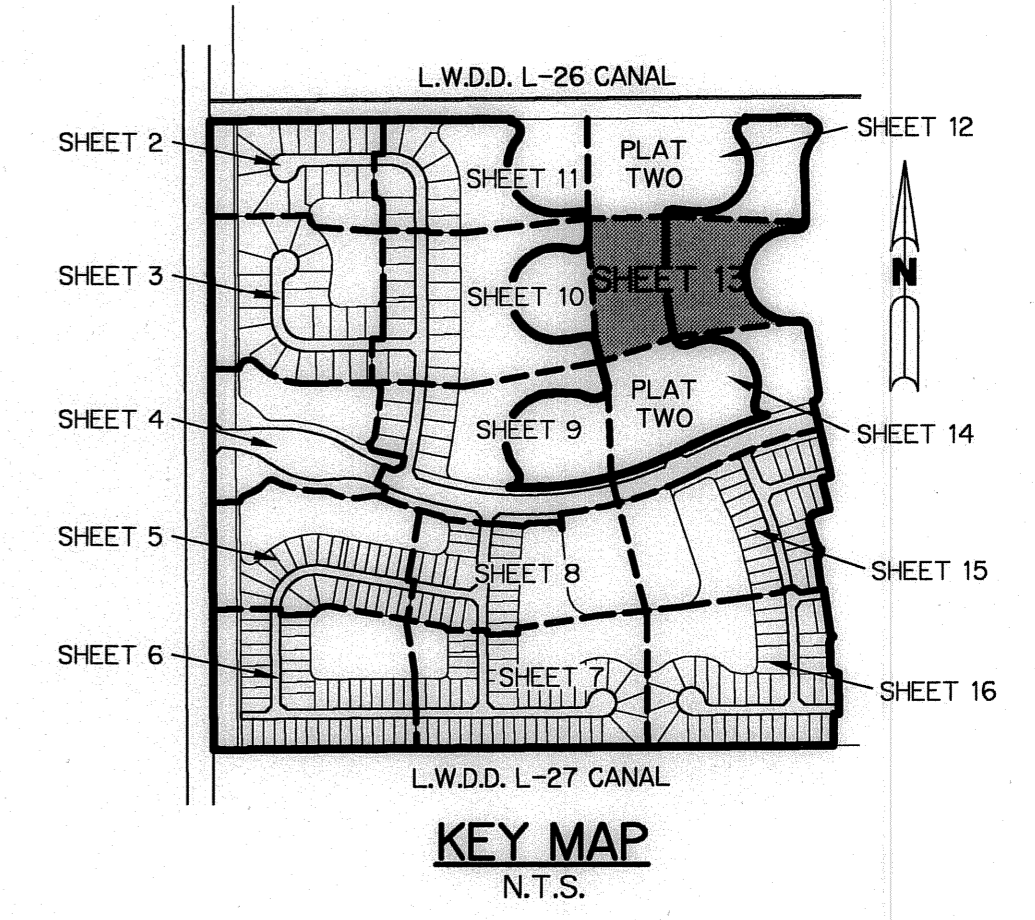 L.W.D.D. L-26 CANAL
SHEET 2
SHEET 12
PLAT
TWO
SHEET 11
SHEET 3
SHEET 10
SHEET 13
N
SHEET 4
PLAT
TWO
SHEET 9
SHEET 14
SHEET 5
SHEET 8
SHEET 15
SHEET 6
SHEET 7
SHEET 16
L.W.D.D. L-27 CANAL
KEY MAP
N.T.S.